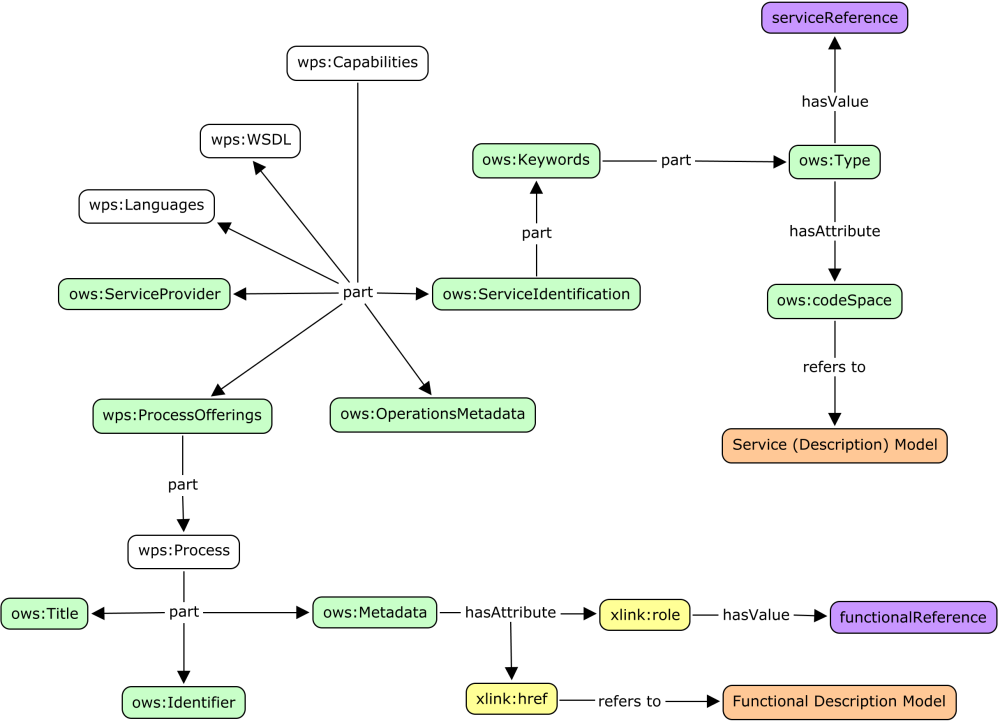 serviceReference
wps:Capabilities
hasValue
wps:WSDL
ows:Keywords
part
ows:Type
wps:Languages
part
hasAttribute
ows:ServiceProvider
part
ows:ServiceIdentification
ows:codeSpace
refers to
wps:ProcessOfferings
ows:OperationsMetadata
Service (Description) Model
part
wps:Process
ows:Title
part
ows:Metadata
hasAttribute
xlink:role
hasValue
functionalReference
ows:Identifier
xlink:href
refers to
Functional Description Model